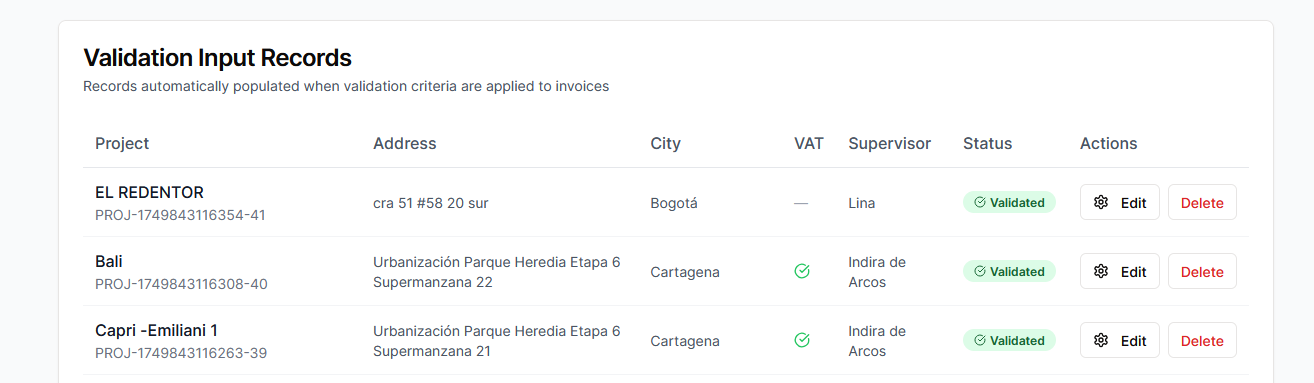 Validation Input Records
Records automatically populated when validation criteria are applied to invoices
Project Address City VAT Supervisor Status Actions
EL REDENTOR
PROJ-1749843116354-41
cra 51 #58 20 sur
Bogotá
—
Lina
Validated
Edit
Delete
Bali
PROJ-1749843116308-40
Urbanización Parque Heredia Etapa 6
Supermanzana 22
Cartagena
Indira de
Arcos
Validated
Edit
Delete
Capri -Emiliani 1
PROJ-1749843116263-39
Urbanización Parque Heredia Etapa 6
Supermanzana 21
Cartagena
Indira de
Arcos
Validated
Edit
Delete